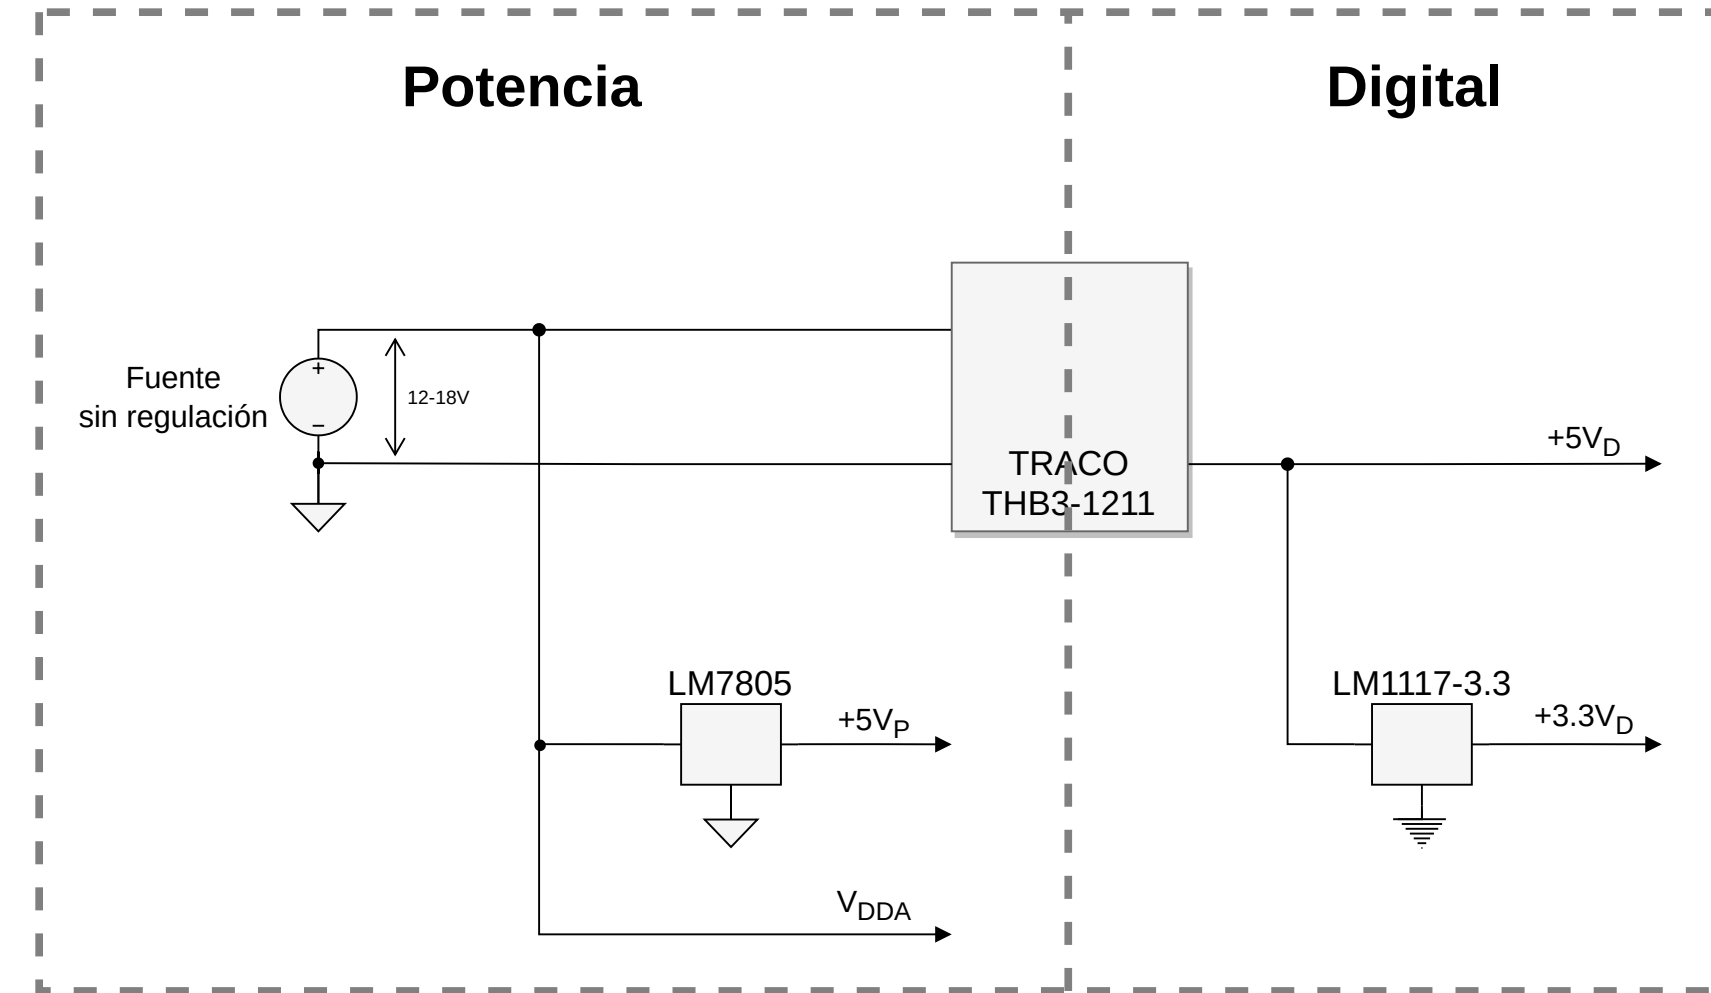 Potencia
Digital
Fuente
sin regulación
+
−
12-18V
TRACO
THB3-1211
+5VD
LM7805
+5VP
LM1117-3.3
+3.3VD
VDDA